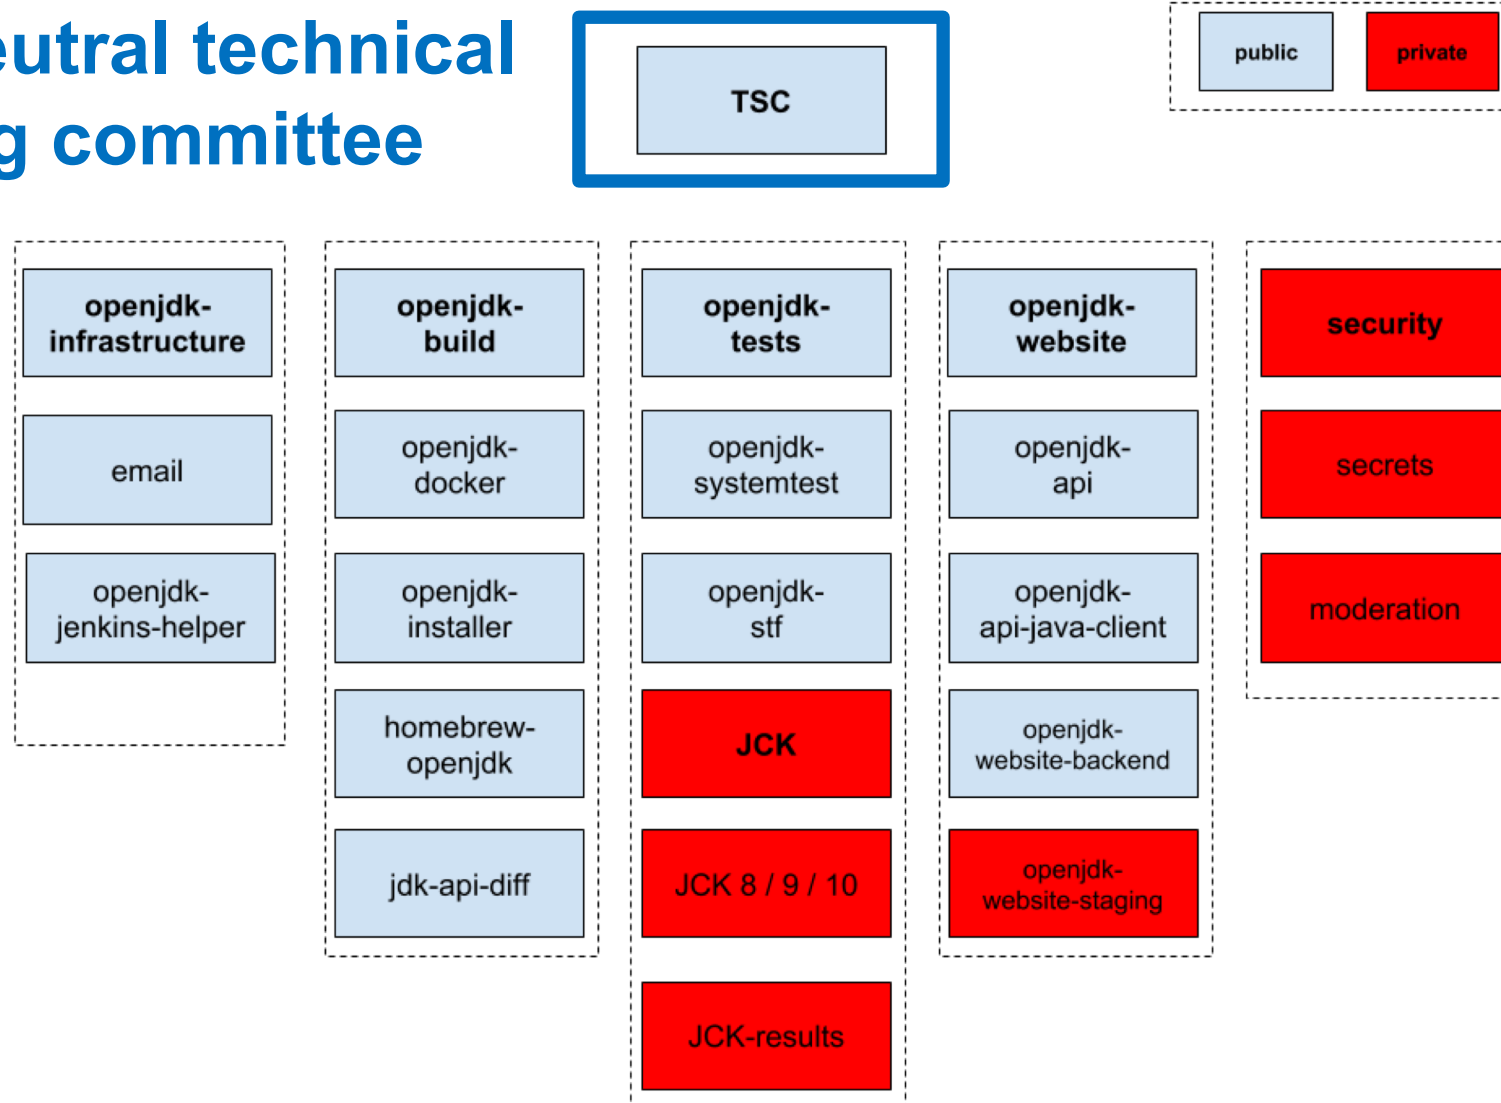 eutral technical
g committee
TSC
public
private
openjdk-
infrastructure
email
openjdk-
jenkins-helper
openjdk-
build
openjdk-
docker
openjdk-
installer
homebrew-
openjdk
jdk-api-diff
openjdk-
tests
openjdk-
systemtest
openjdk-
stf
JCK
JCK 8 / 9 / 10
JCK-results
openjdk-
website
openjdk-
api
openjdk-
api-java-client
openjdk-
website-backend
openjdk-
website-staging
security
secrets
moderation